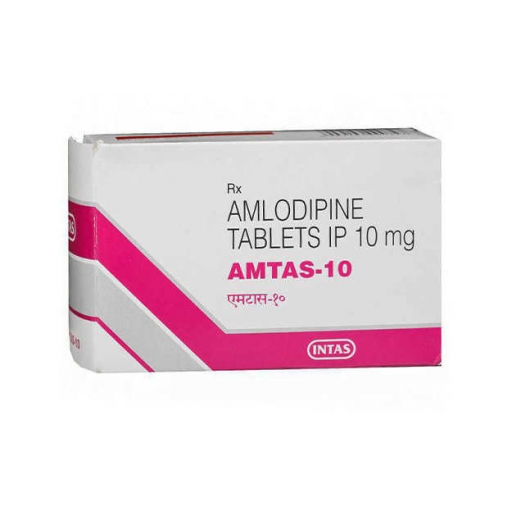 Rx
AMLODIPINE
TABLETS IP 10 mg
AMTAS-10
एमटास-१०
INTAS